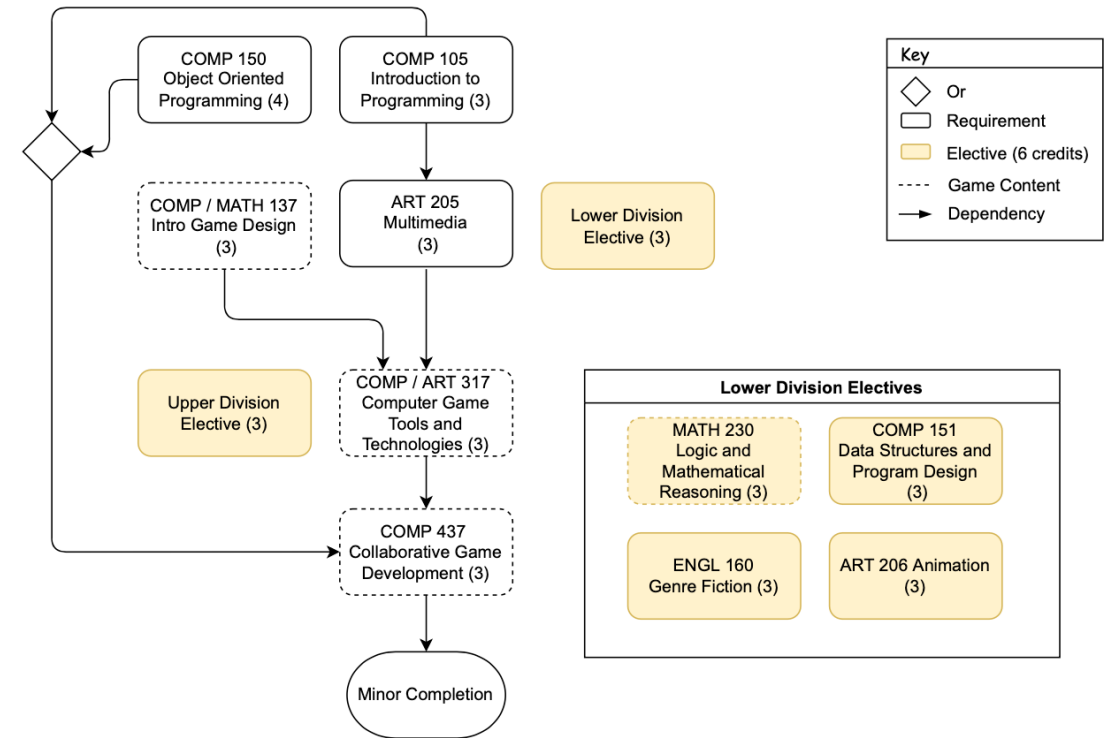 COMP 150
Object Oriented
Programming (4)
COMP 105
Introduction to
Programming (3)
Key
Or
Requirement
Elective (6 credits)
Game Content
Dependency
COMP / MATH 137
Intro Game Design
(3)
ART 205
Multimedia
(3)
Lower Division
Elective (3)
Upper Division
Elective (3)
COMP / ART 317
Computer Game
Tools and
Technologies (3)
Lower Division Electives
MATH 230
Logic and
Mathematical
Reasoning (3)
COMP 151
Data Structures and
Program Design
(3)
COMP 437
Collaborative Game
Development (3)
ENGL 160
Genre Fiction (3)
ART 206 Animation
(3)
Minor Completion